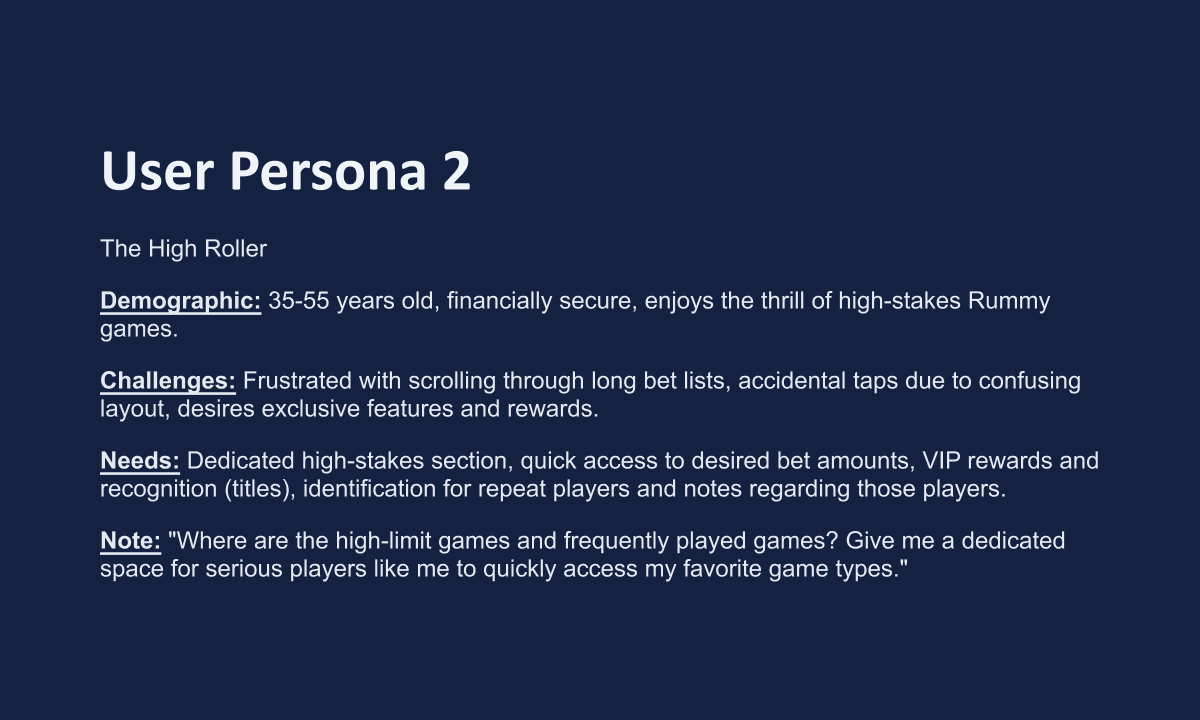 User Persona 2
The High Roller
Demographic: 35-55 years old, financially secure, enjoys the thrill of high-stakes Rummy
games.
Challenges: Frustrated with scrolling through long bet lists, accidental taps due to confusing
layout, desires exclusive features and rewards.
Needs: Dedicated high-stakes section, quick access to desired bet amounts, VIP rewards and
recognition (titles), identification for repeat players and notes regarding those players.
Note: "Where are the high-limit games and frequently played games? Give me a dedicated
space for serious players like me to quickly access my favorite game types."